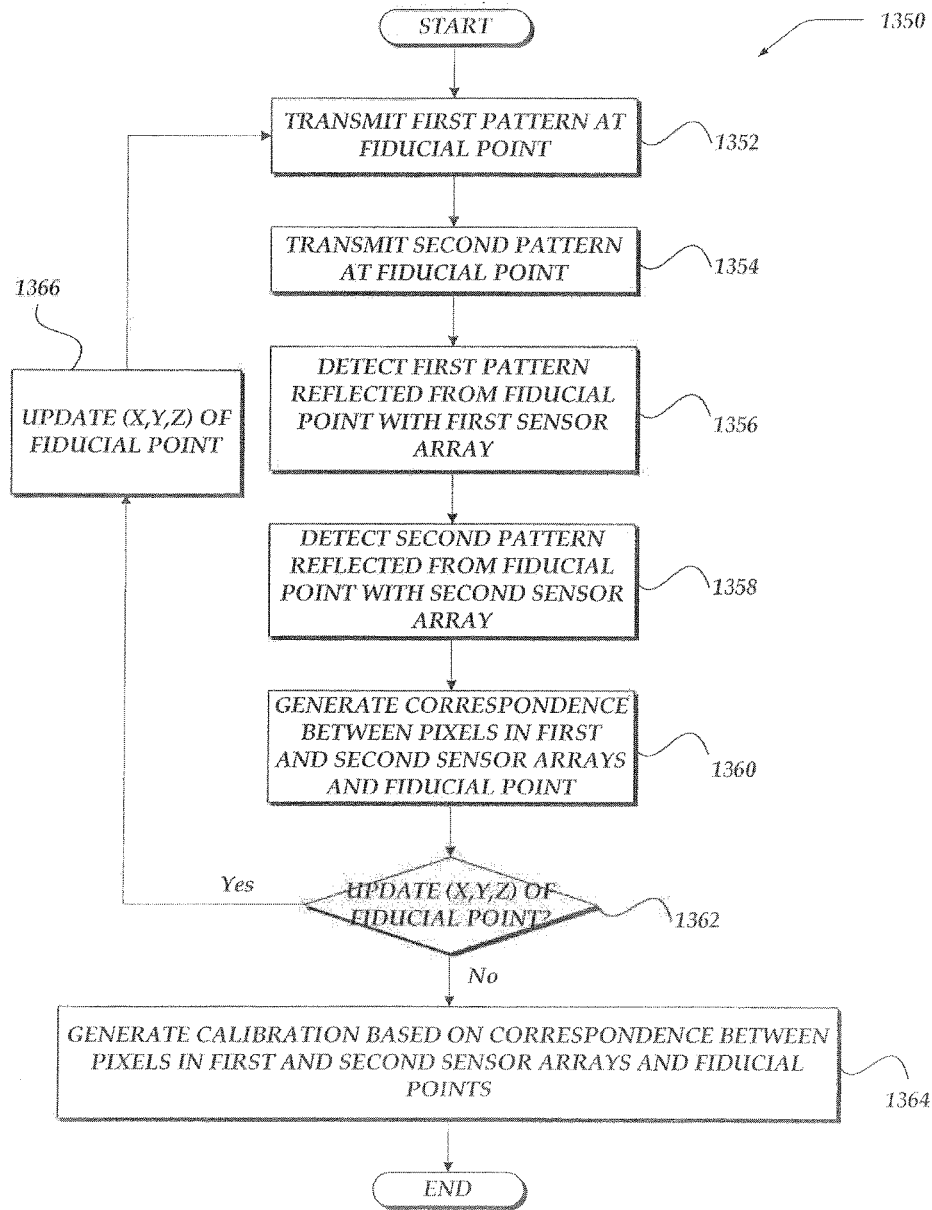 START
1350
TRANSMIT FIRST PATTERN AT
FIDUCIAL POINT
1352
TRANSMIT SECOND PATTERN
AT FIDUCIAL POINT
1354
1366
UPDATE (X,Y,Z) OF
FIDUCIAL POINT
DETECT FIRST PATTERN
REFLECTED FROM FIDUCIAL
POINT WITH FIRST SENSOR
ARRAY
1356
DETECT SECOND PATTERN
REFLECTED FROM FIDUCIAL
POINT WITH SECOND SENSOR
ARRAY
1358
GENERATE CORRESPONDENCE
BETWEEN PIXELS IN FIRST
AND SECOND SENSOR ARRAYS
AND FIDUCIAL POINT
1360
Yes
UPDATE (X,Y,Z) OF
FIDUCIAL POINT?
1362
No
GENERATE CALIBRATION BASED ON CORRESPONDENCE BETWEEN
PIXELS IN FIRST AND SECOND SENSOR ARRAYS AND FIDUCIAL
POINTS
1364
END